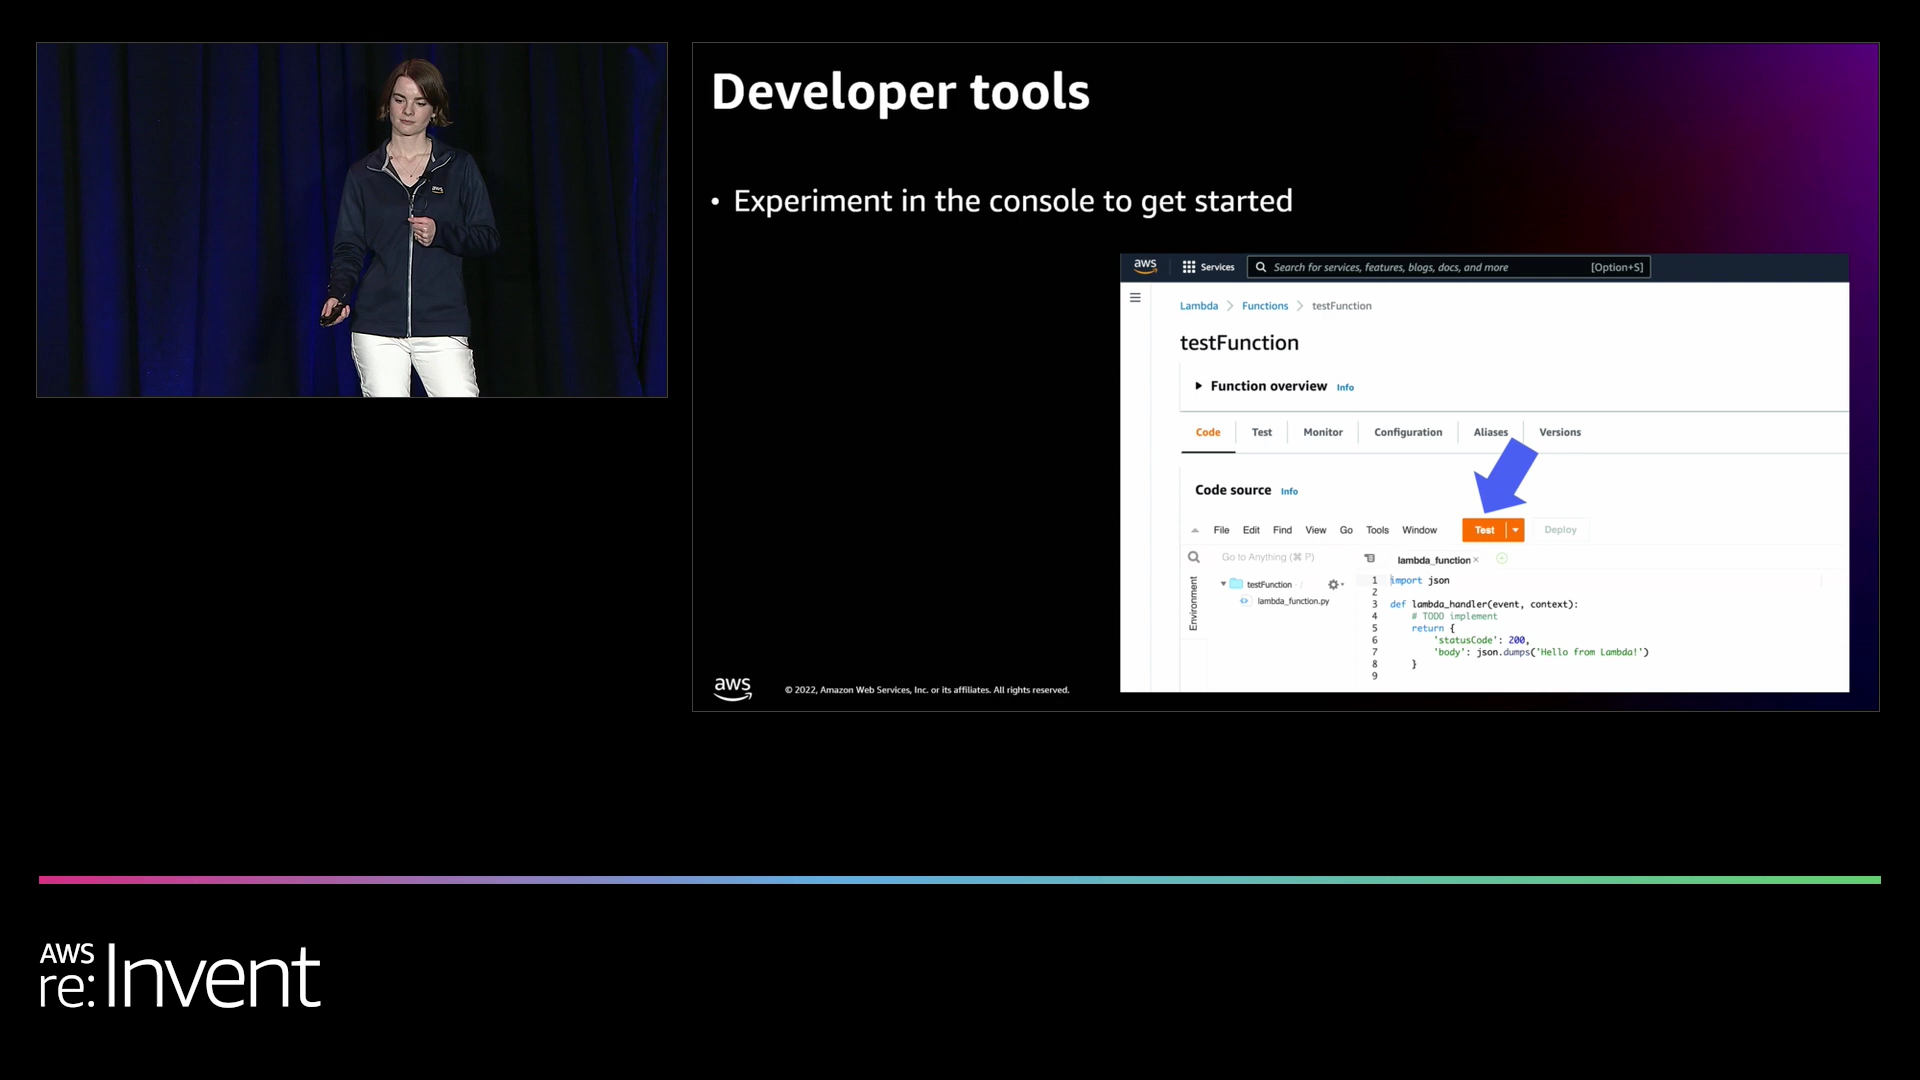 aws
Developer tools
• Experiment in the console to get started
aws Services Search for services, features, blogs, docs, and more [Option+S]
Lambda Functions testFunction
testFunction
Function overview Info
Code Test Monitor Configuration Aliases Versions
Code source Info
File Edit Find View Go Tools Window Test Deploy
Go to Anything (⌘ P) lambda_function ×
Environment
testFunction - /
lambda_function.py
1 import json
2
3 def lambda_handler(event, context):
4 # TODO implement
5 return {
6 'statusCode': 200,
7 'body': json.dumps('Hello from Lambda!')
8 }
9
aws © 2022, Amazon Web Services, Inc. or its affiliates. All rights reserved.
AWS
re:Invent